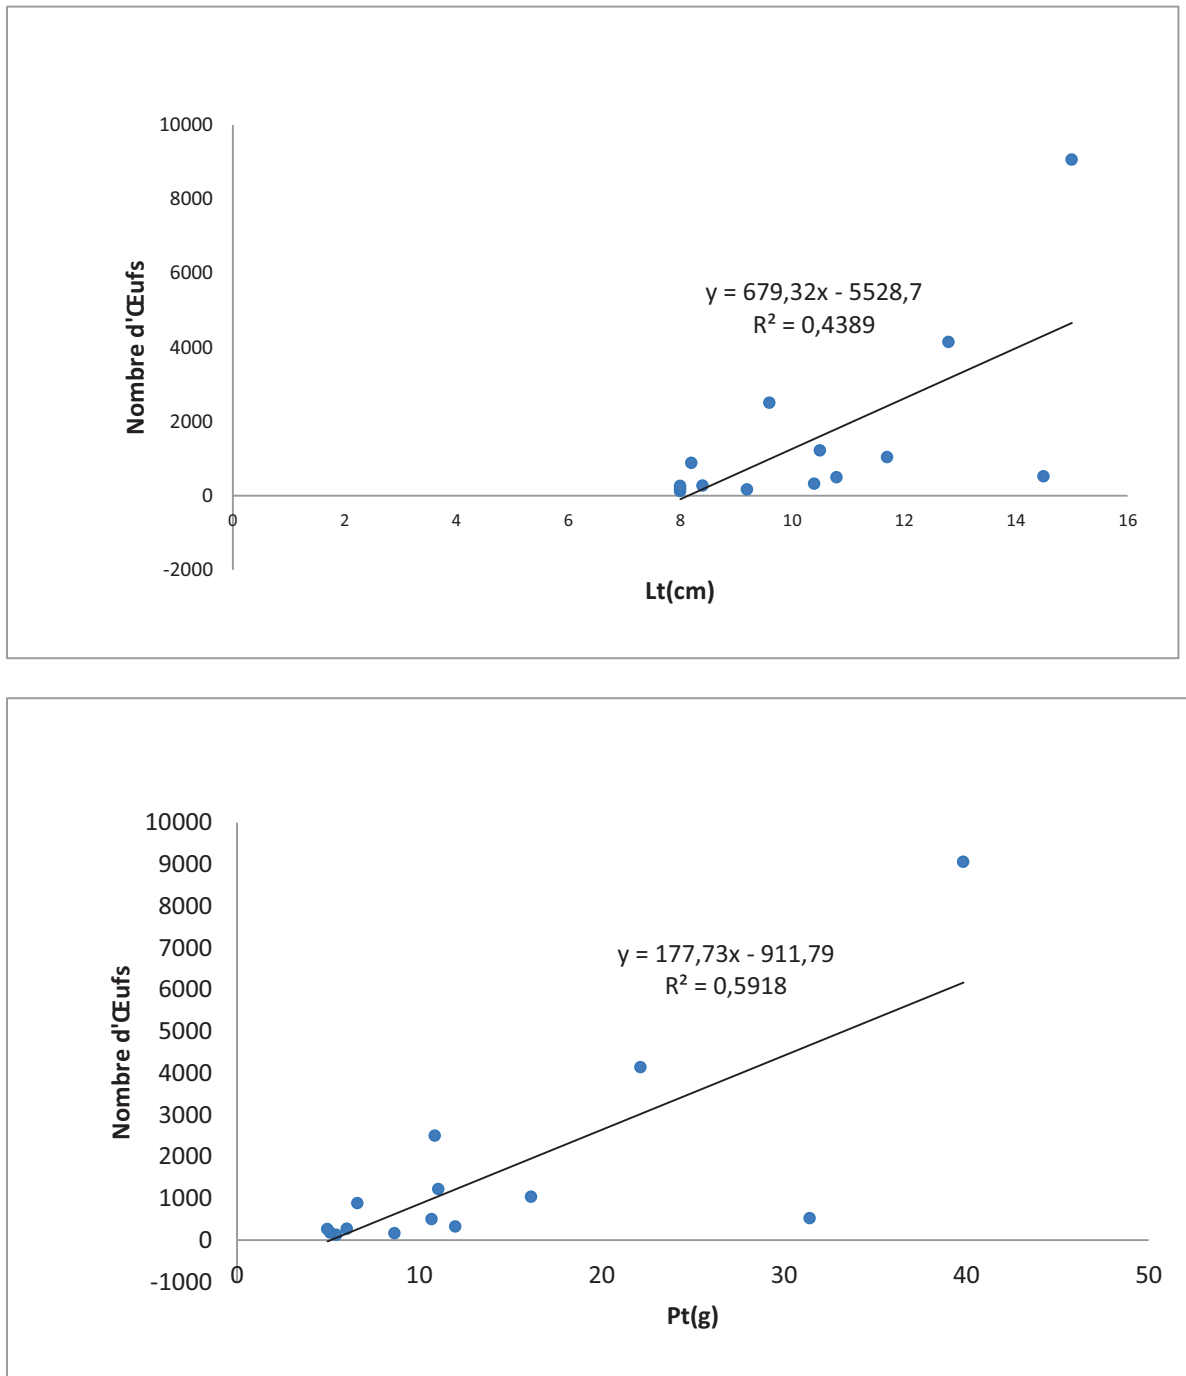 10000
8000
6000
4000
2000
0
-2000
Nombre d'Œufs
y = 679,32x - 5528,7
R² = 0,4389
0 2 4 6 8 10 12 14 16
Lt(cm)
10000
9000
8000
7000
6000
5000
4000
3000
2000
1000
0
-1000
Nombre d'Œufs
y = 177,73x - 911,79
R² = 0,5918
0 10 20 30 40 50
Pt(g)